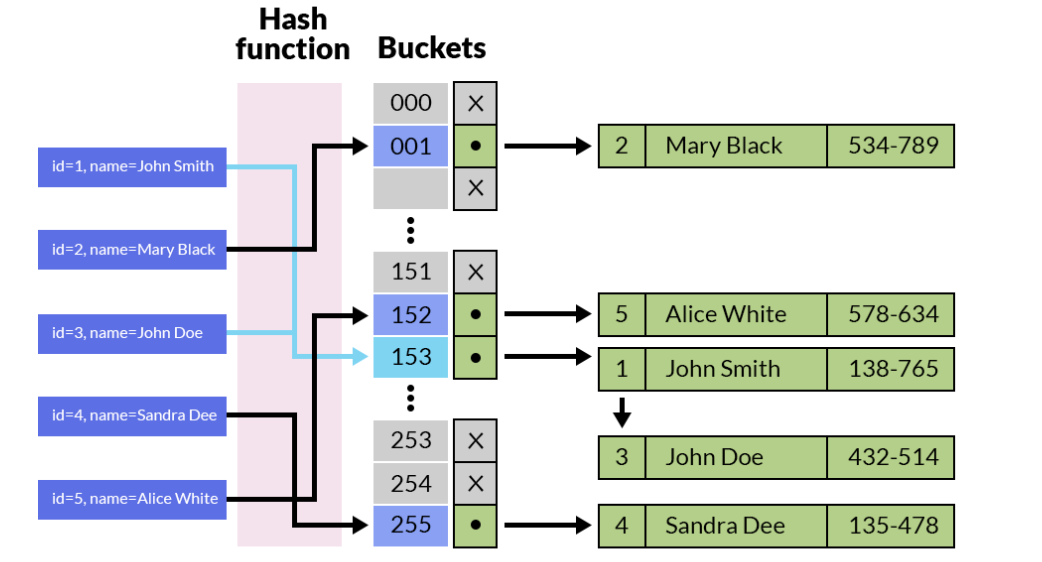 Hash
function
Buckets
id=1, name=John Smith
id=2, name=Mary Black
id=3, name=John Doe
id=4, name=Sandra Dee
id=5, name=Alice White
000 X
001
X
151 X
152
153
253 X
254 X
255
2 Mary Black 534-789
5 Alice White 578-634
1 John Smith 138-765
3 John Doe 432-514
4 Sandra Dee 135-478